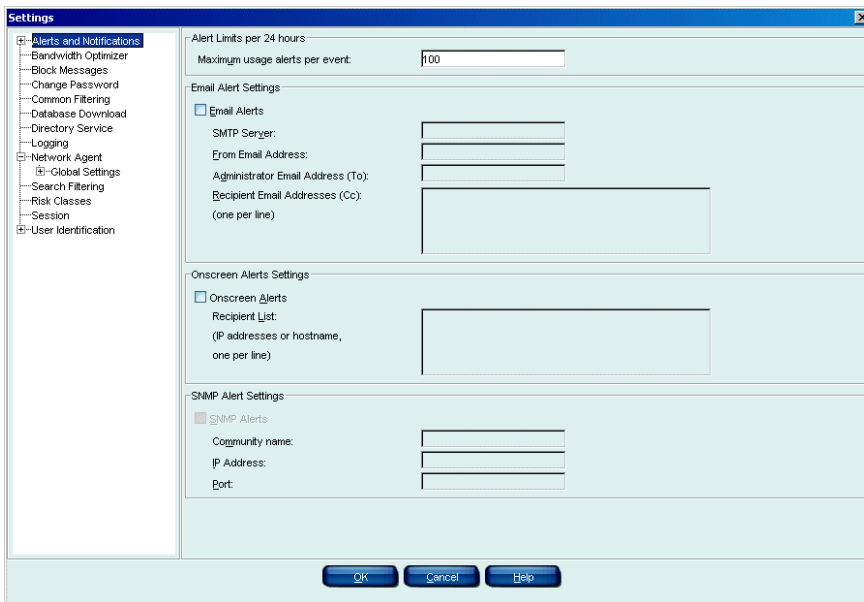 Settings
Alerts and Notifications
Bandwidth Optimizer
Block Messages
Change Password
Common Filtering
Database Download
Directory Service
Logging
Network Agent
Global Settings
Search Filtering
Risk Classes
Session
User Identification
Alert Limits per 24 hours
Maximum usage alerts per event: 100
Email Alert Settings
Email Alerts
SMTP Server:
From Email Address:
Administrator Email Address (To):
Recipient Email Addresses (Cc):
(one per line)
Onscreen Alerts Settings
Onscreen Alerts
Recipient List:
(IP addresses or hostname,
one per line)
SNMP Alert Settings
SNMP Alerts
Community name:
IP Address:
Port:
OK Cancel Help